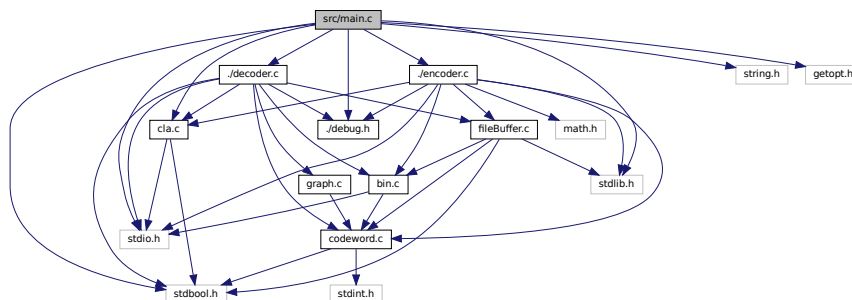 src/main.c
./decoder.c
./encoder.c
string.h
getopt.h
cla.c
./debug.h
fileBuffer.c
math.h
graph.c
bin.c
stdlib.h
stdio.h
codeword.c
stdbool.h
stdint.h